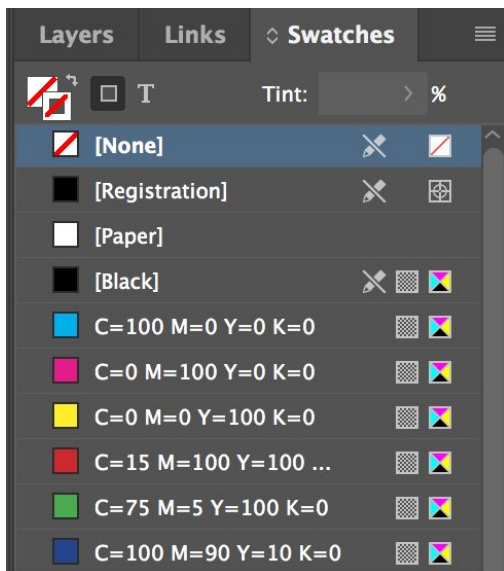 Layers Links Swatches
T Tint: %
[None]
[Registration]
[Paper]
[Black]
C=100 M=0 Y=0 K=0
C=0 M=100 Y=0 K=0
C=0 M=0 Y=100 K=0
C=15 M=100 Y=100 ...
C=75 M=5 Y=100 K=0
C=100 M=90 Y=10 K=0